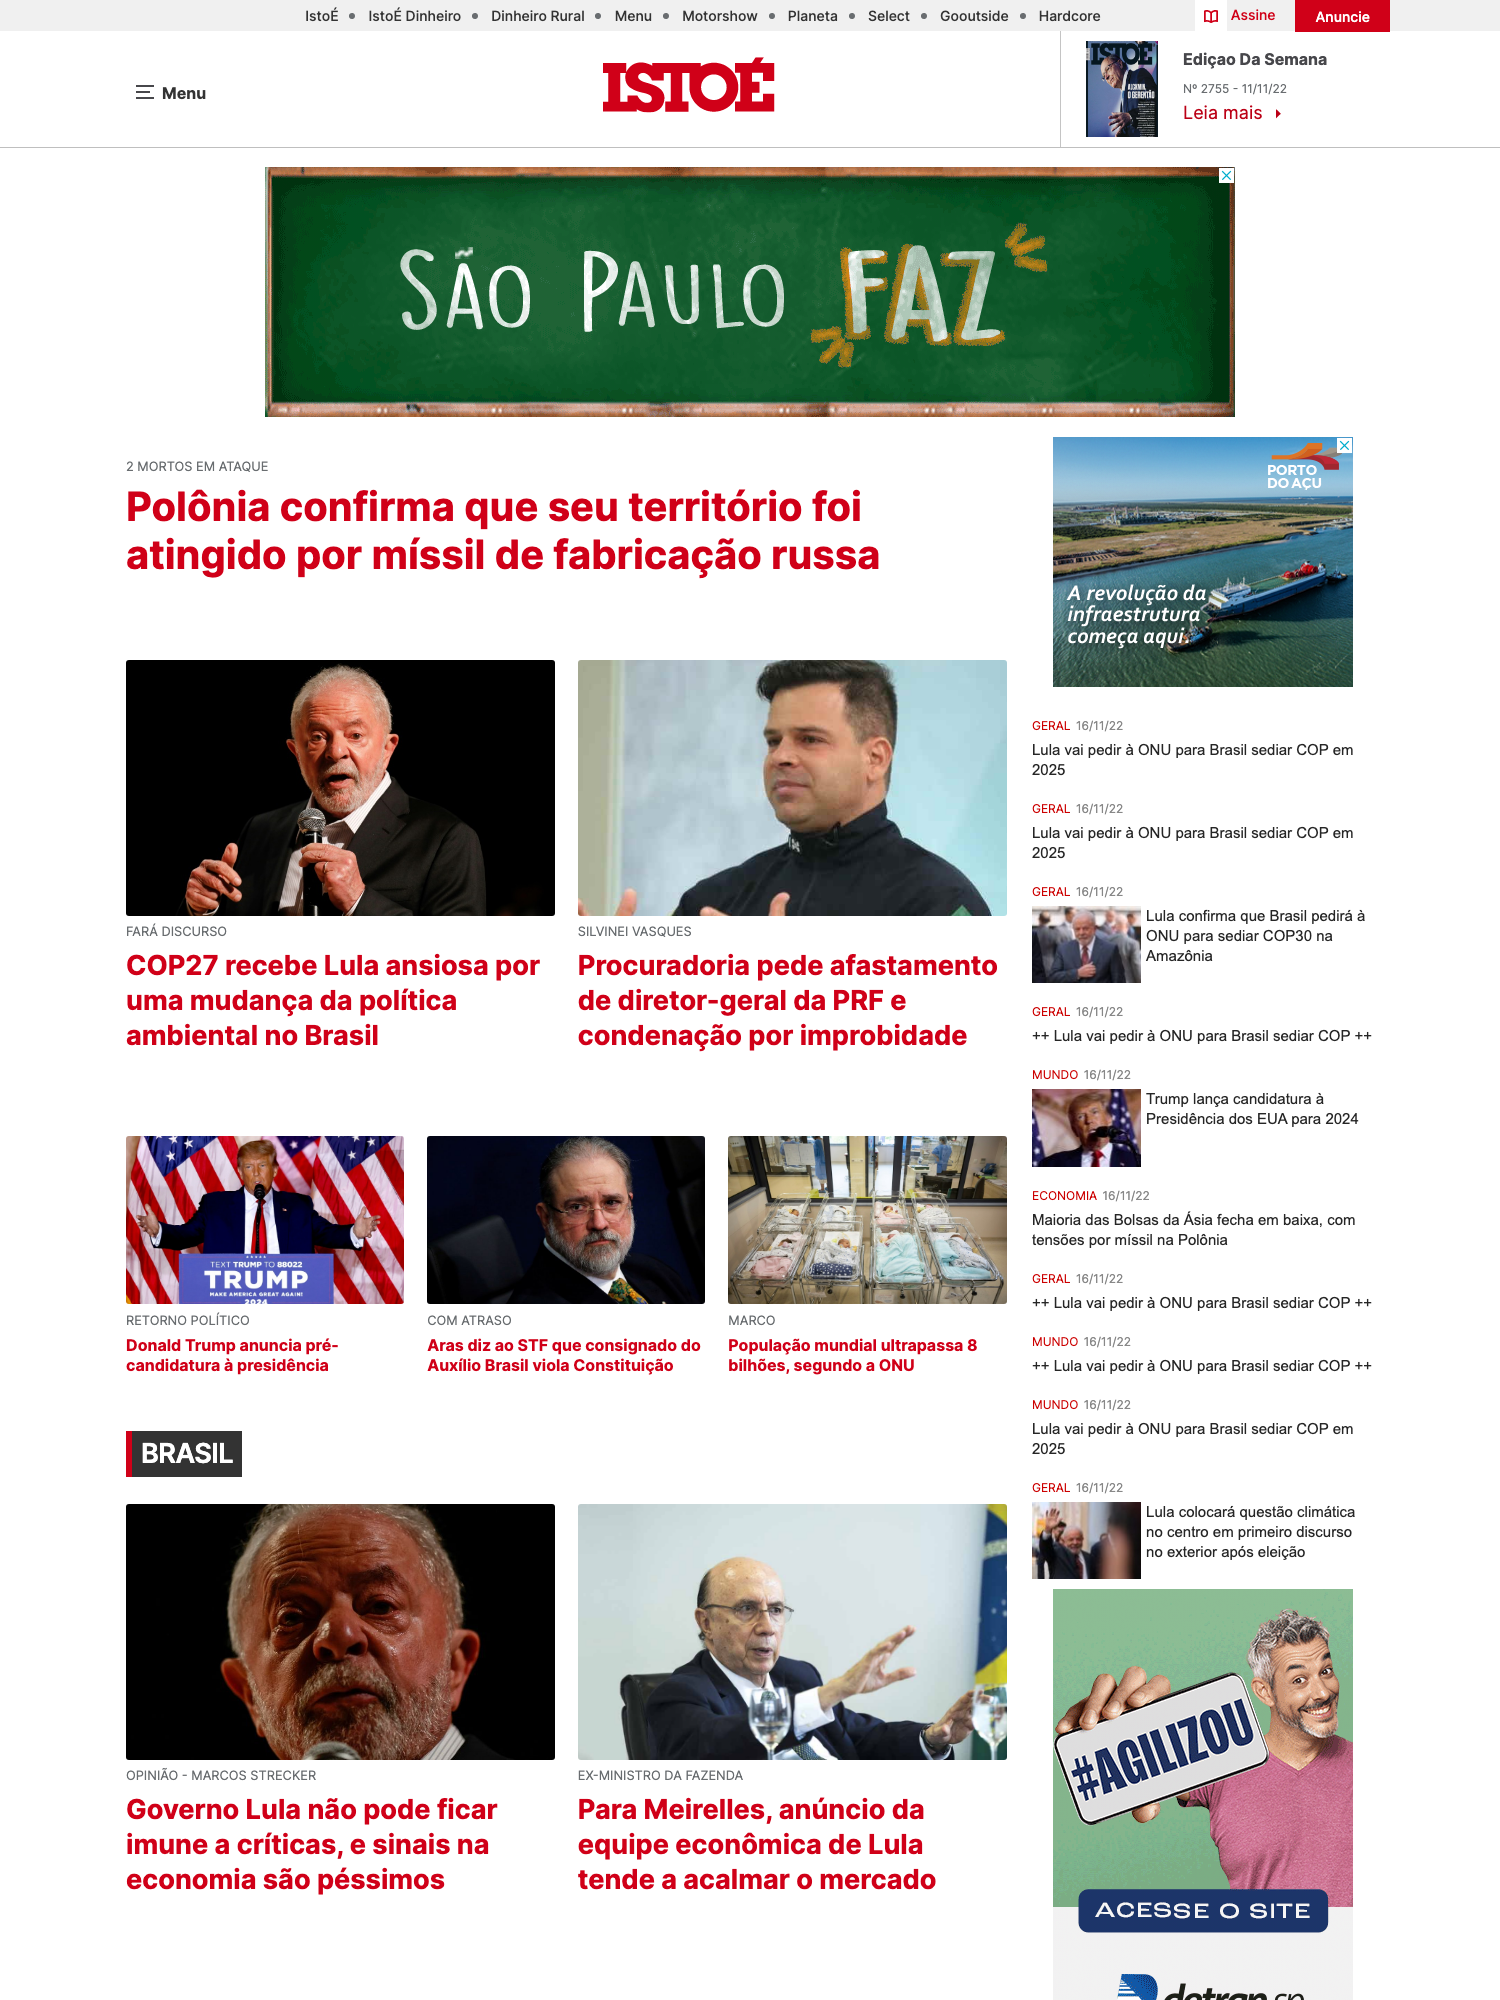 IstoÉ • IstoÉ Dinheiro • Dinheiro Rural • Menu • Motorshow • Planeta • Select • Gooutside • Hardcore
Assine
Anuncie
Menu
ISTOÉ
ISTOÉ
ALCKMIN,
O GERENTÃO
Ediçao Da Semana
Nº 2755 - 11/11/22
Leia mais
SÃO PAULO FAZ
2 MORTOS EM ATAQUE
Polônia confirma que seu território foi
atingido por míssil de fabricação russa
PORTO
DO AÇU
A revolução da
infraestrutura
começa aqui.
FARÁ DISCURSO
COP27 recebe Lula ansiosa por
uma mudança da política
ambiental no Brasil
SILVINEI VASQUES
Procuradoria pede afastamento
de diretor-geral da PRF e
condenação por improbidade
TEXT TRUMP TO 88022
TRUMP
MAKE AMERICA GREAT AGAIN!
2024
RETORNO POLÍTICO
Donald Trump anuncia pré-
candidatura à presidência
COM ATRASO
Aras diz ao STF que consignado do
Auxílio Brasil viola Constituição
MARCO
População mundial ultrapassa 8
bilhões, segundo a ONU
BRASIL
OPINIÃO - MARCOS STRECKER
Governo Lula não pode ficar
imune a críticas, e sinais na
economia são péssimos
EX-MINISTRO DA FAZENDA
Para Meirelles, anúncio da
equipe econômica de Lula
tende a acalmar o mercado
GERAL 16/11/22
Lula vai pedir à ONU para Brasil sediar COP em
2025
GERAL 16/11/22
Lula vai pedir à ONU para Brasil sediar COP em
2025
GERAL 16/11/22
Lula confirma que Brasil pedirá à
ONU para sediar COP30 na
Amazônia
GERAL 16/11/22
++ Lula vai pedir à ONU para Brasil sediar COP ++
MUNDO 16/11/22
Trump lança candidatura à
Presidência dos EUA para 2024
ECONOMIA 16/11/22
Maioria das Bolsas da Ásia fecha em baixa, com
tensões por míssil na Polônia
GERAL 16/11/22
++ Lula vai pedir à ONU para Brasil sediar COP ++
MUNDO 16/11/22
++ Lula vai pedir à ONU para Brasil sediar COP ++
MUNDO 16/11/22
Lula vai pedir à ONU para Brasil sediar COP em
2025
GERAL 16/11/22
Lula colocará questão climática
no centro em primeiro discurso
no exterior após eleição
#AGILIZOU
ACESSE O SITE
detran.sp